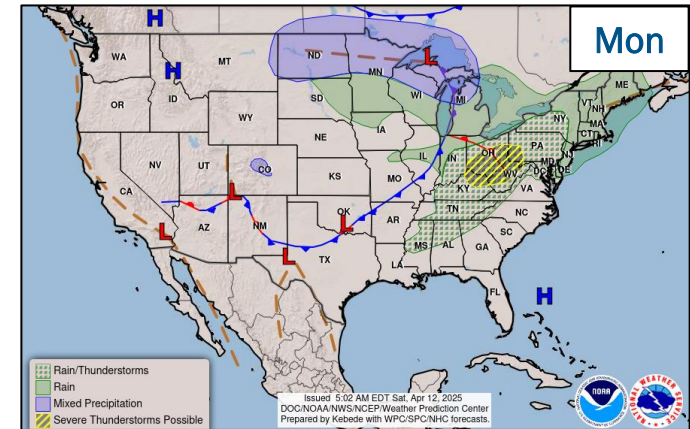 Mon
H
H
WA
MT
ND
MN
L
ME
OR
ID
SD
WI
MI
VT
NH
NY
MA
WY
IA
CT
RI
NE
PA
NJ
NV
UT
CO
IL
IN
OH
MD
DE
DC
WV
CA
KS
MO
KY
VA
L
OK
TN
NC
AZ
NM
L
AR
SC
L
MS
AL
GA
L
TX
LA
FL
H
Rain/Thunderstorms
Rain
Mixed Precipitation
Severe Thunderstorms Possible
Issued 5:02 AM EDT Sat, Apr 12, 2025
DOC/NOAA/NWS/NCEP/Weather Prediction Center
Prepared by Kebede with WPC/SPC/NHC forecasts.
NOAA
NATIONAL WEATHER SERVICE